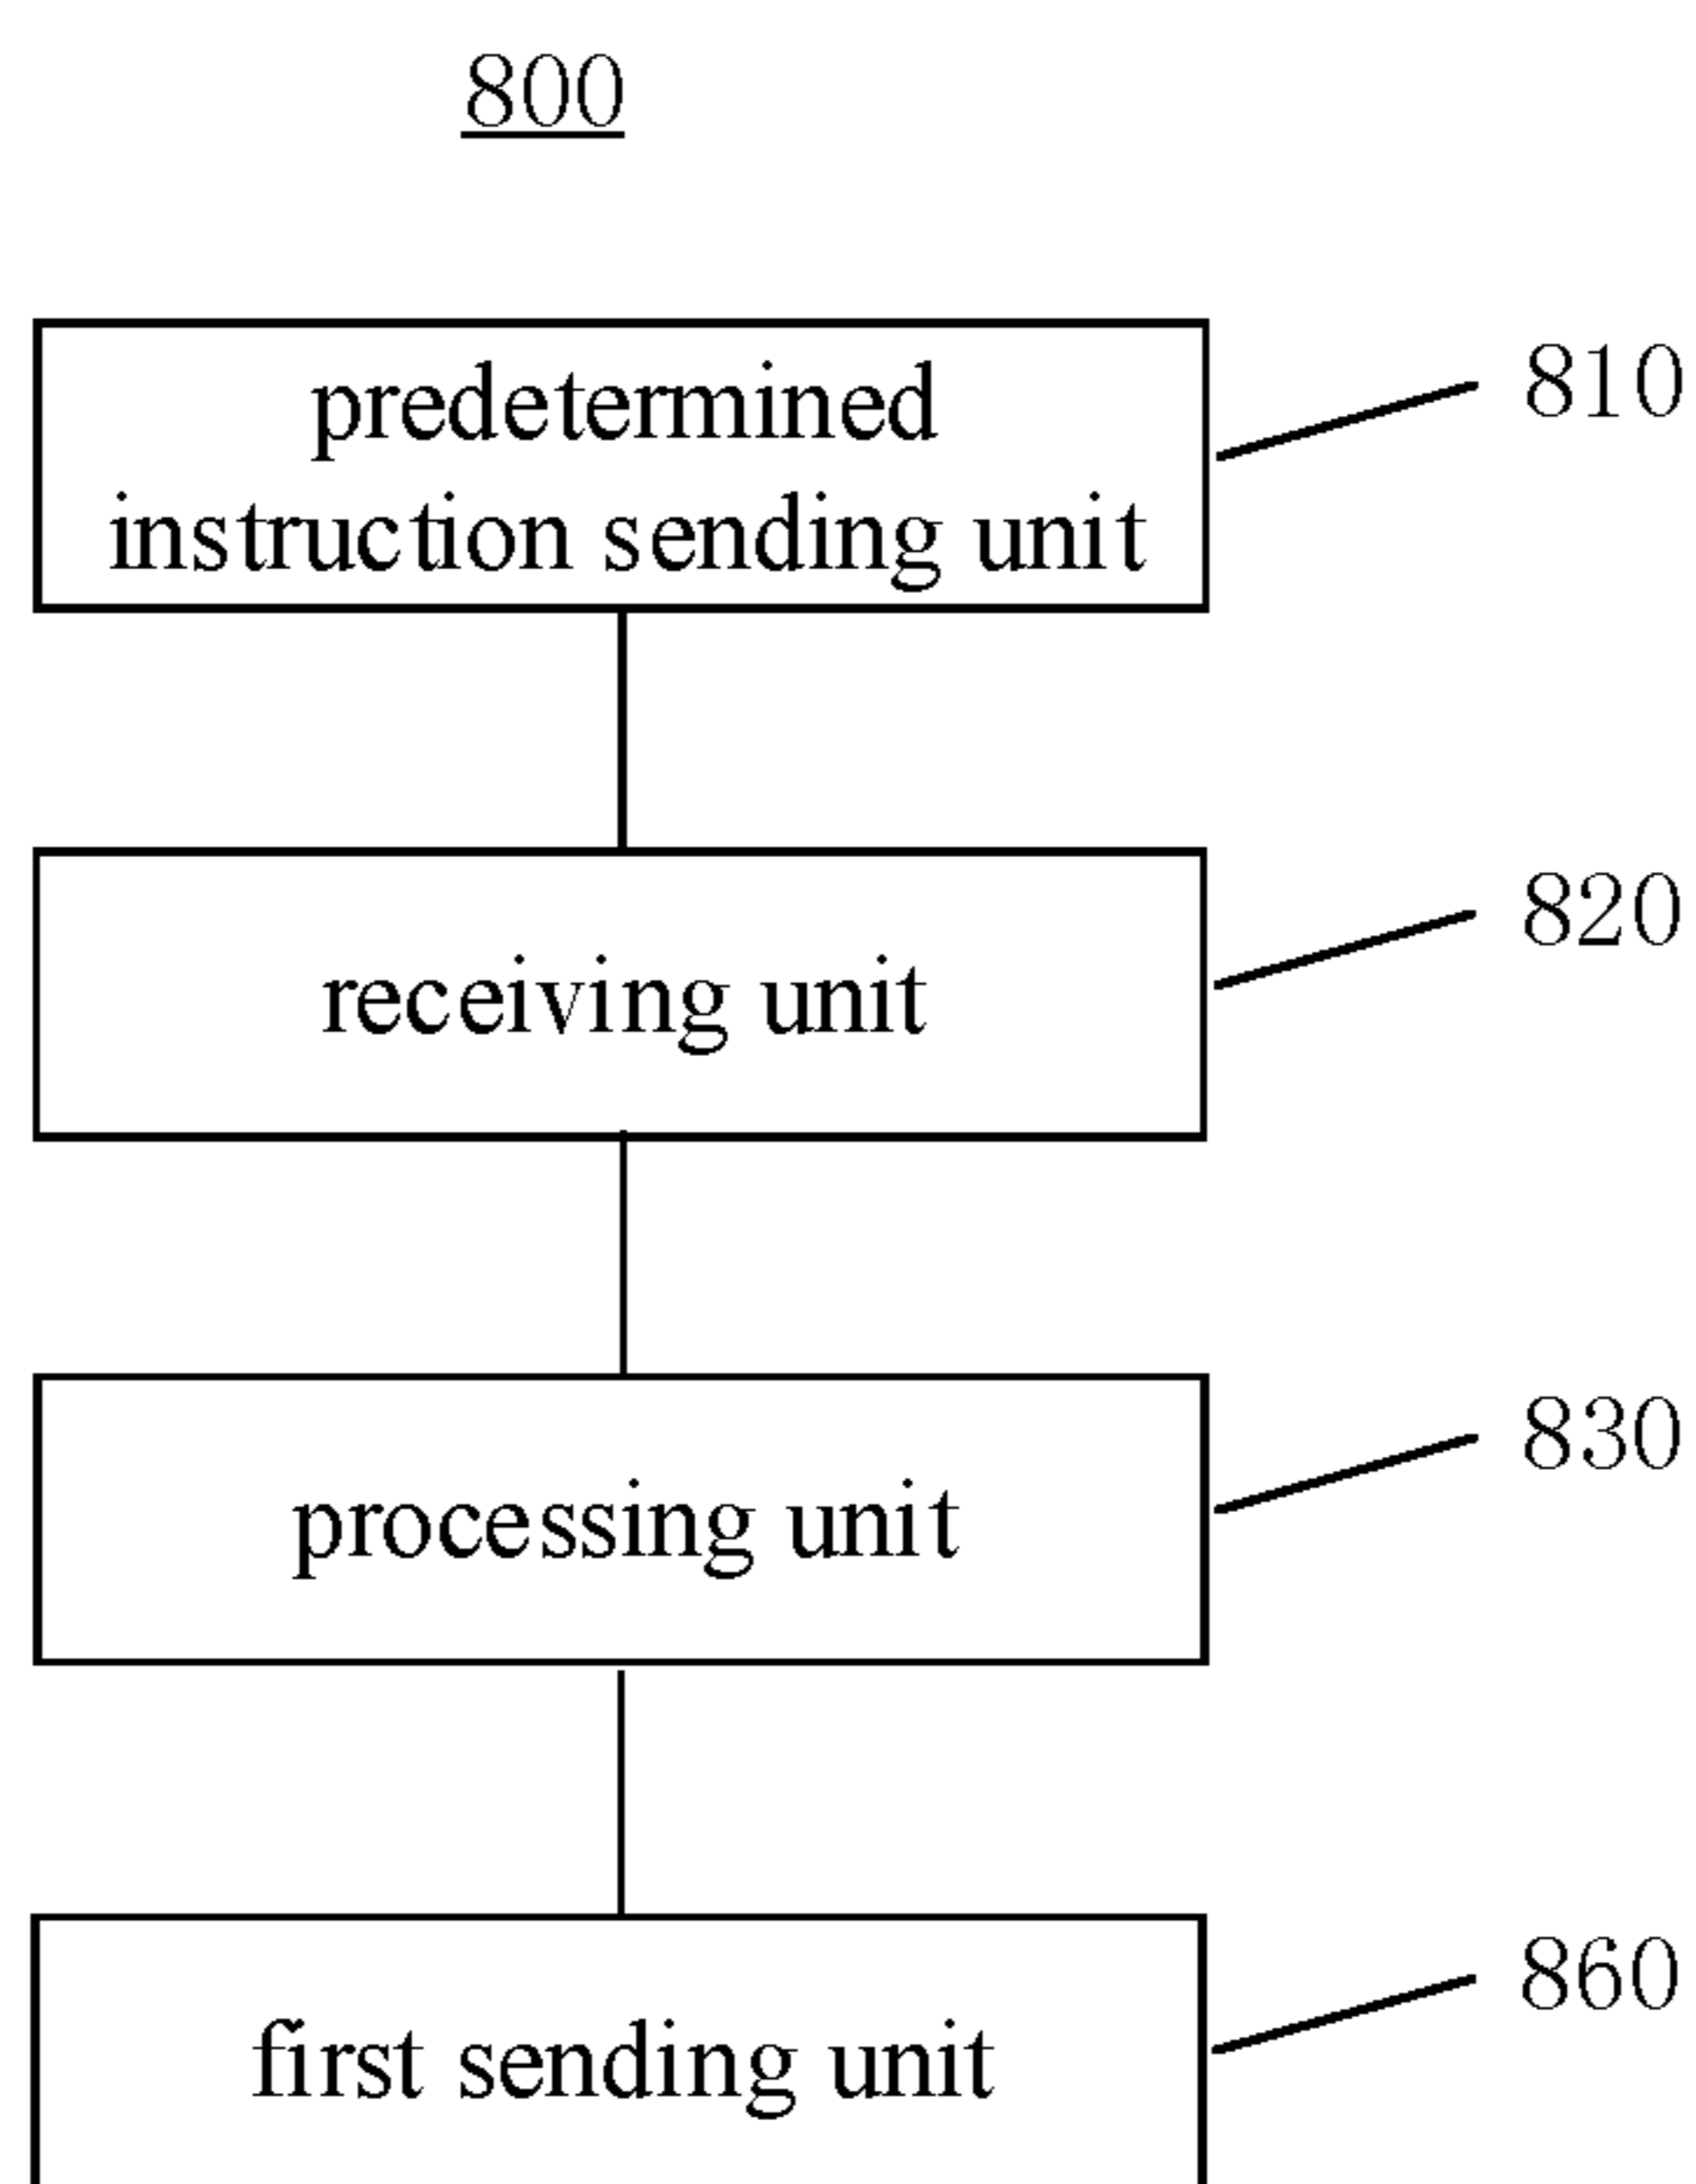 800
predetermined
instruction sending unit
810
receiving unit
820
processing unit
830
first sending unit
860